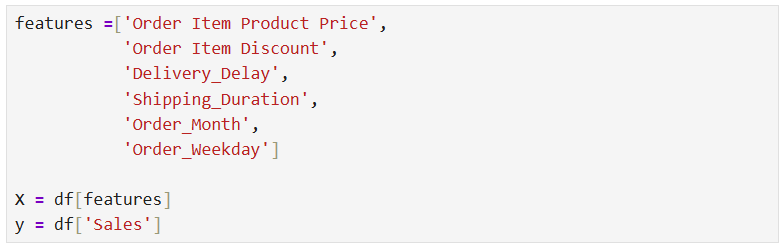 features =['Order Item Product Price',
           'Order Item Discount',
           'Delivery_Delay',
           'Shipping_Duration',
           'Order_Month',
           'Order_Weekday']

X = df[features]
y = df['Sales']